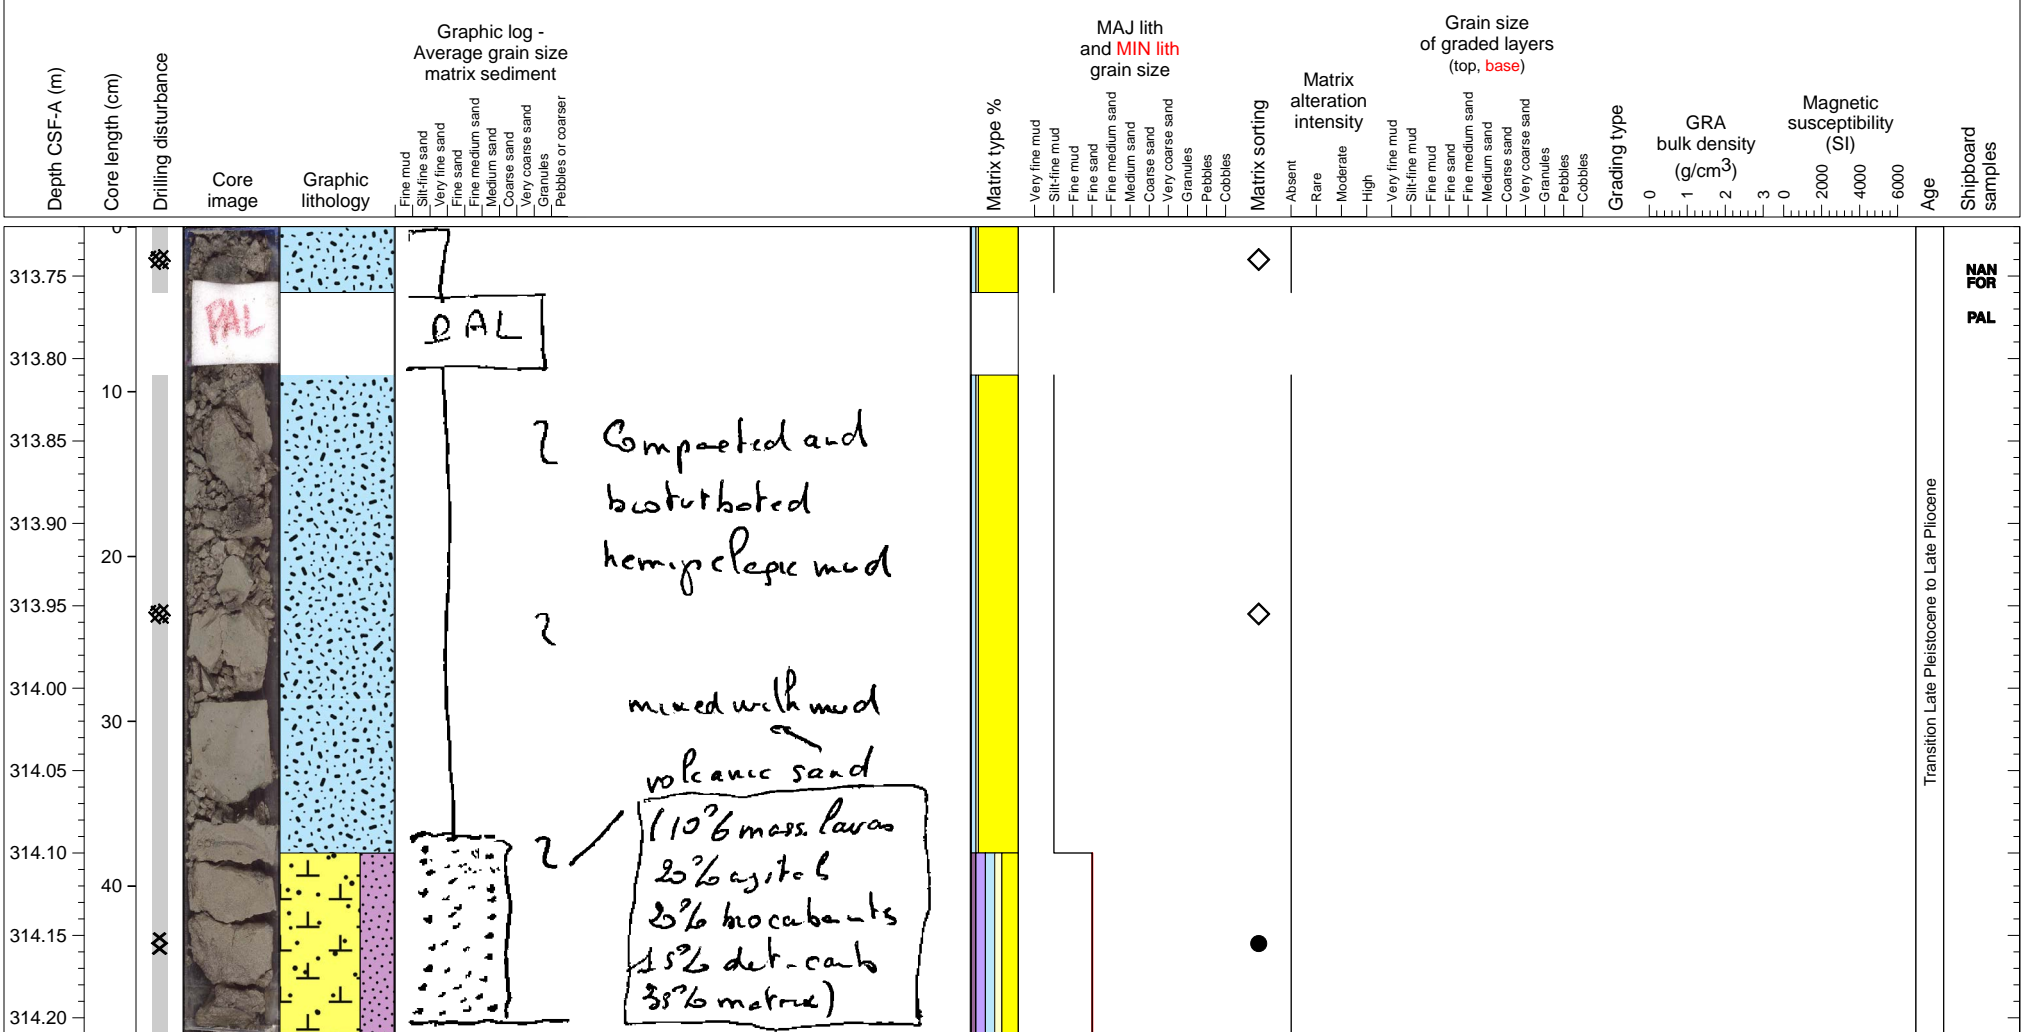 Depth CSF-A (m)
Core length (cm)
Drilling disturbance
Core
image
Graphic
lithology
Graphic log -
Average grain size
matrix sediment
Fine mud
Silt-fine sand
Very fine sand
Fine sand
Fine medium sand
Medium sand
Coarse sand
Very coarse sand
Granules
Pebbles or coarser
Matrix type %
MAJ lith
and MIN lith
grain size
Very fine mud
Silt-fine mud
Fine mud
Fine sand
Fine medium sand
Medium sand
Coarse sand
Very coarse sand
Granules
Pebbles
Cobbles
Matrix sorting
Matrix
alteration
intensity
Absent
Rare
Moderate
High
Grain size
of graded layers
(top, base)
Very fine mud
Silt-fine mud
Fine mud
Fine sand
Fine medium sand
Medium sand
Coarse sand
Very coarse sand
Granules
Pebbles
Cobbles
Grading type
GRA
bulk density
(g/cm3)
0 1 2 3
Magnetic
susceptibility
(SI)
0 2000 4000 6000
Age
Shipboard
samples
0
313.75
313.80
313.85
313.90
313.95
314.00
314.05
314.10
314.15
314.20
10
20
30
40
PAL
PAL
Compacted and
bioturbated
hemipelagic mud
mixed with mud
volcanic sand
(10% mass. lavas
20%
20%
15% det-carb
35% matrix)
Transition Late Pleistocene to Late Pliocene
NAN
FOR
PAL